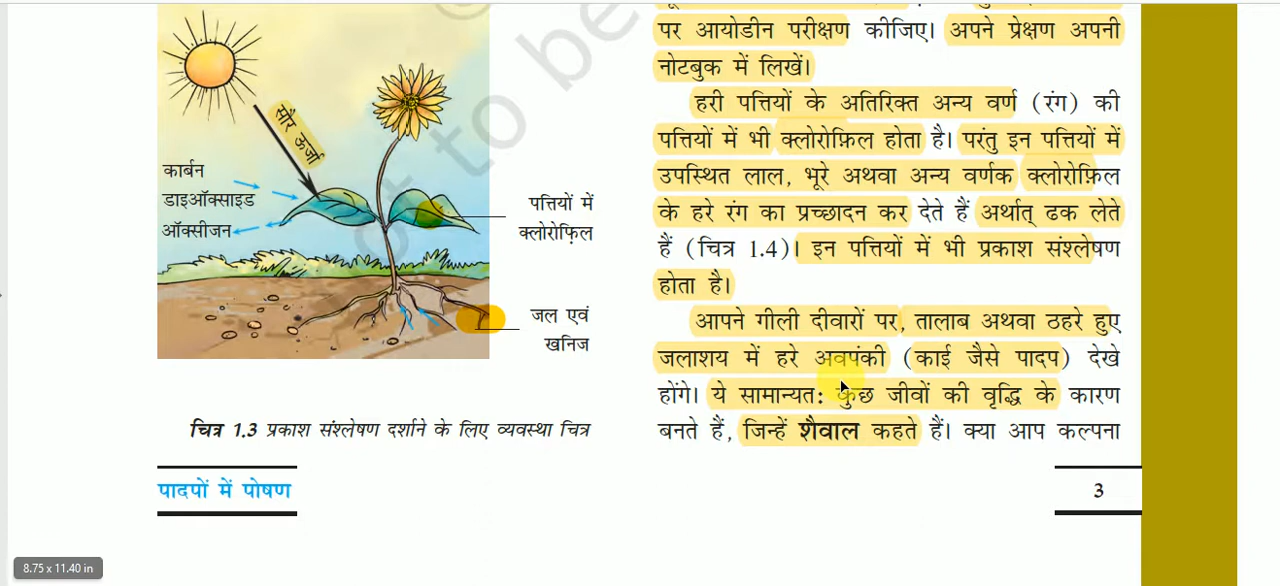 सौर ऊर्जा
कार्बन
डाइऑक्साइड
ऑक्सीजन
पत्तियों में
क्लोरोफ़िल
जल एवं
खनिज
चित्र 1.3 प्रकाश संश्लेषण दर्शाने के लिए व्यवस्था चित्र
पादपों में पोषण
पर आयोडीन परीक्षण कीजिए। अपने प्रेक्षण अपनी
नोटबुक में लिखें।
हरी पत्तियों के अतिरिक्त अन्य वर्ण (रंग) की
पत्तियों में भी क्लोरोफ़िल होता है। परंतु इन पत्तियों में
उपस्थित लाल, भूरे अथवा अन्य वर्णक क्लोरोफ़िल
के हरे रंग का प्रच्छादन कर देते हैं अर्थात् ढक लेते
हैं (चित्र 1.4)। इन पत्तियों में भी प्रकाश संश्लेषण
होता है।
आपने गीली दीवारों पर, तालाब अथवा ठहरे हुए
जलाशय में हरे अवपंकी (काई जैसे पादप) देखे
होंगे। ये सामान्यत: कुछ जीवों की वृद्धि के कारण
बनते हैं, जिन्हें शैवाल कहते हैं। क्या आप कल्पना
3
to be
8.75 x 11.40 in